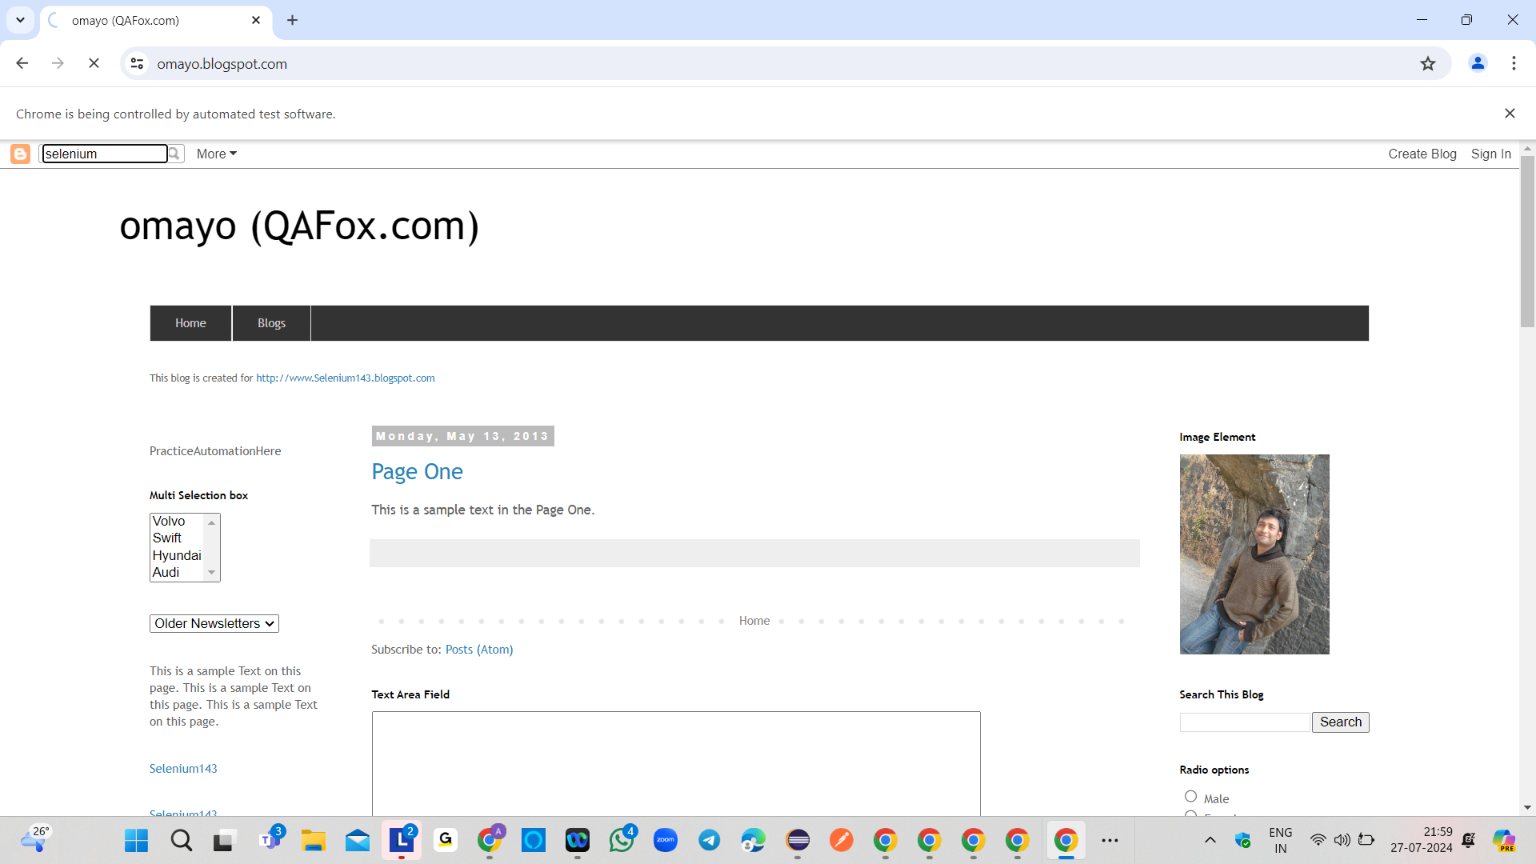 omayo (QAFox.com)
omayo.blogspot.com
Chrome is being controlled by automated test software.
selenium
More
Create Blog
Sign In
omayo (QAFox.com)
Home
Blogs
This blog is created for http://www.Selenium143.blogspot.com
PracticeAutomationHere
Multi Selection box
Volvo
Swift
Hyundai
Audi
Older Newsletters
This is a sample Text on this
page. This is a sample Text on
this page. This is a sample Text
on this page.
Selenium143
Selenium143
Monday, May 13, 2013
Page One
This is a sample text in the Page One.
Home
Subscribe to: Posts (Atom)
Text Area Field
Image Element
Search This Blog
Search
Radio options
Male
26°
3
L
2
G
A
4
zoom
ENG
IN
21:59
27-07-2024
PRE